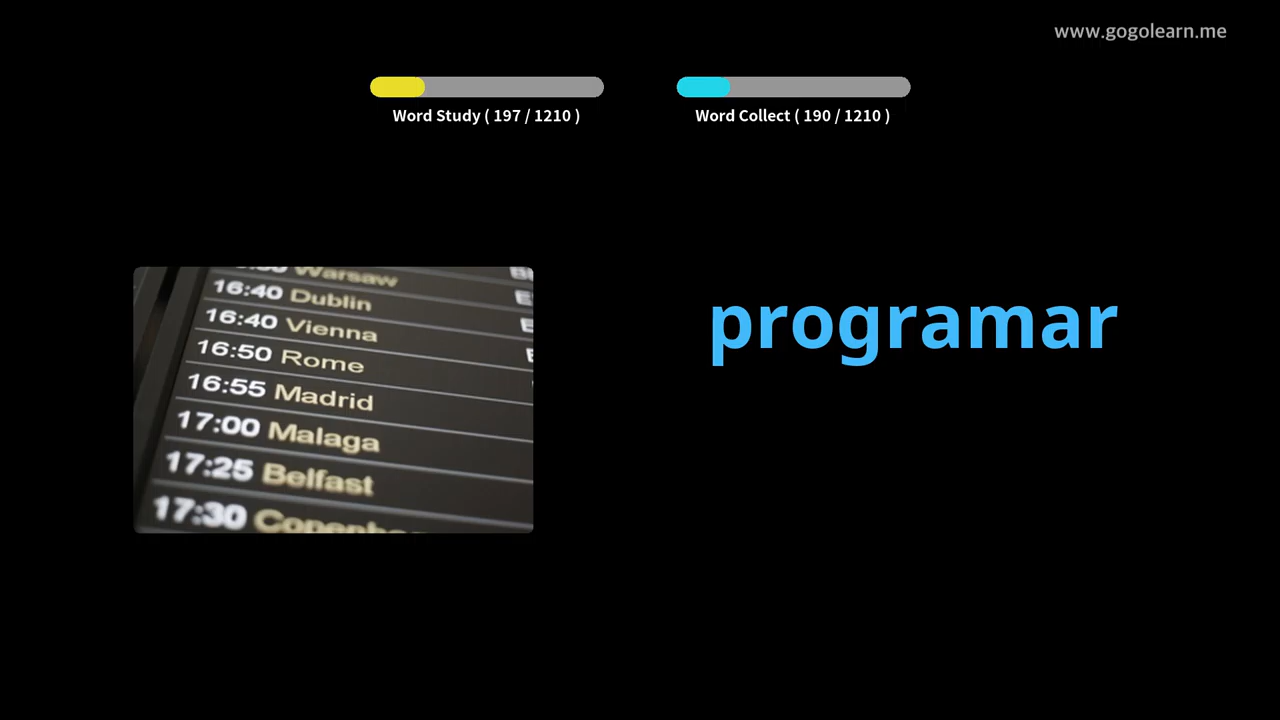 www.gogolearn.me
Word Study ( 197 / 1210 )
Word Collect ( 190 / 1210 )
Warsaw
16:40 Dublin
16:40 Vienna
16:50 Rome
16:55 Madrid
17:00 Malaga
17:25 Belfast
17:30
programar